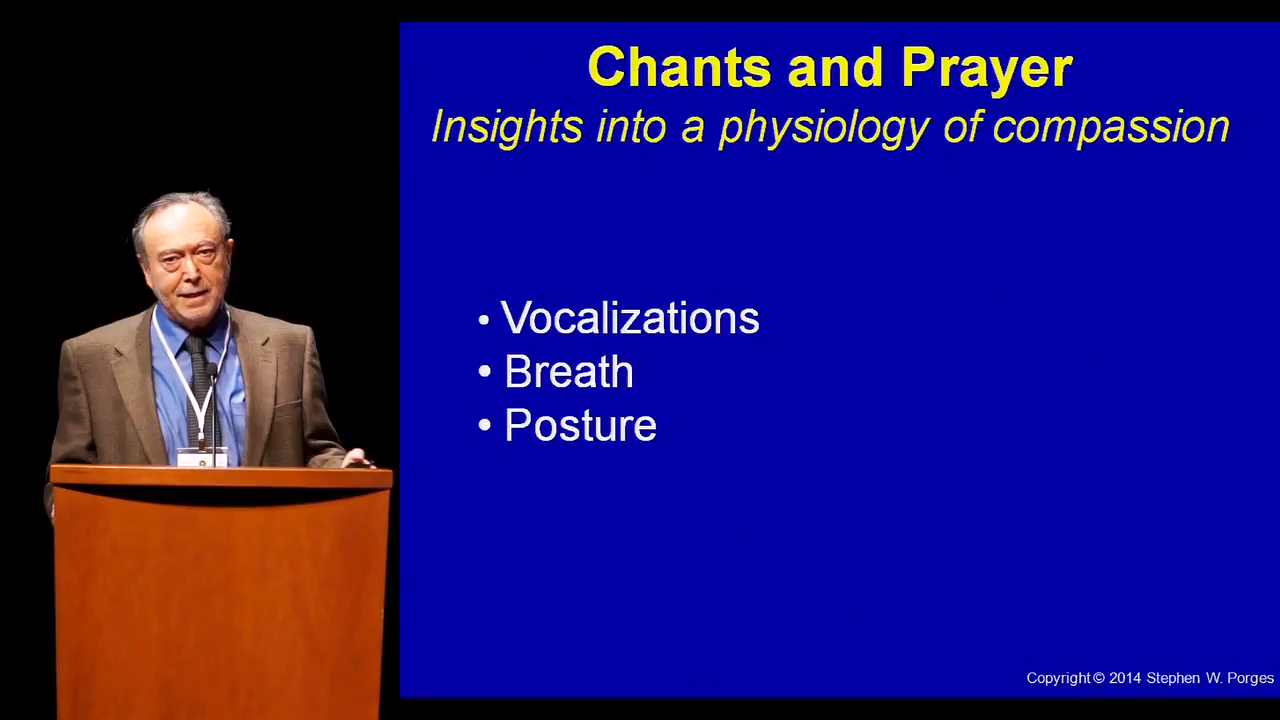 Chants and Prayer
Insights into a physiology of compassion
• Vocalizations
• Breath
• Posture
Copyright © 2014 Stephen W. Porges